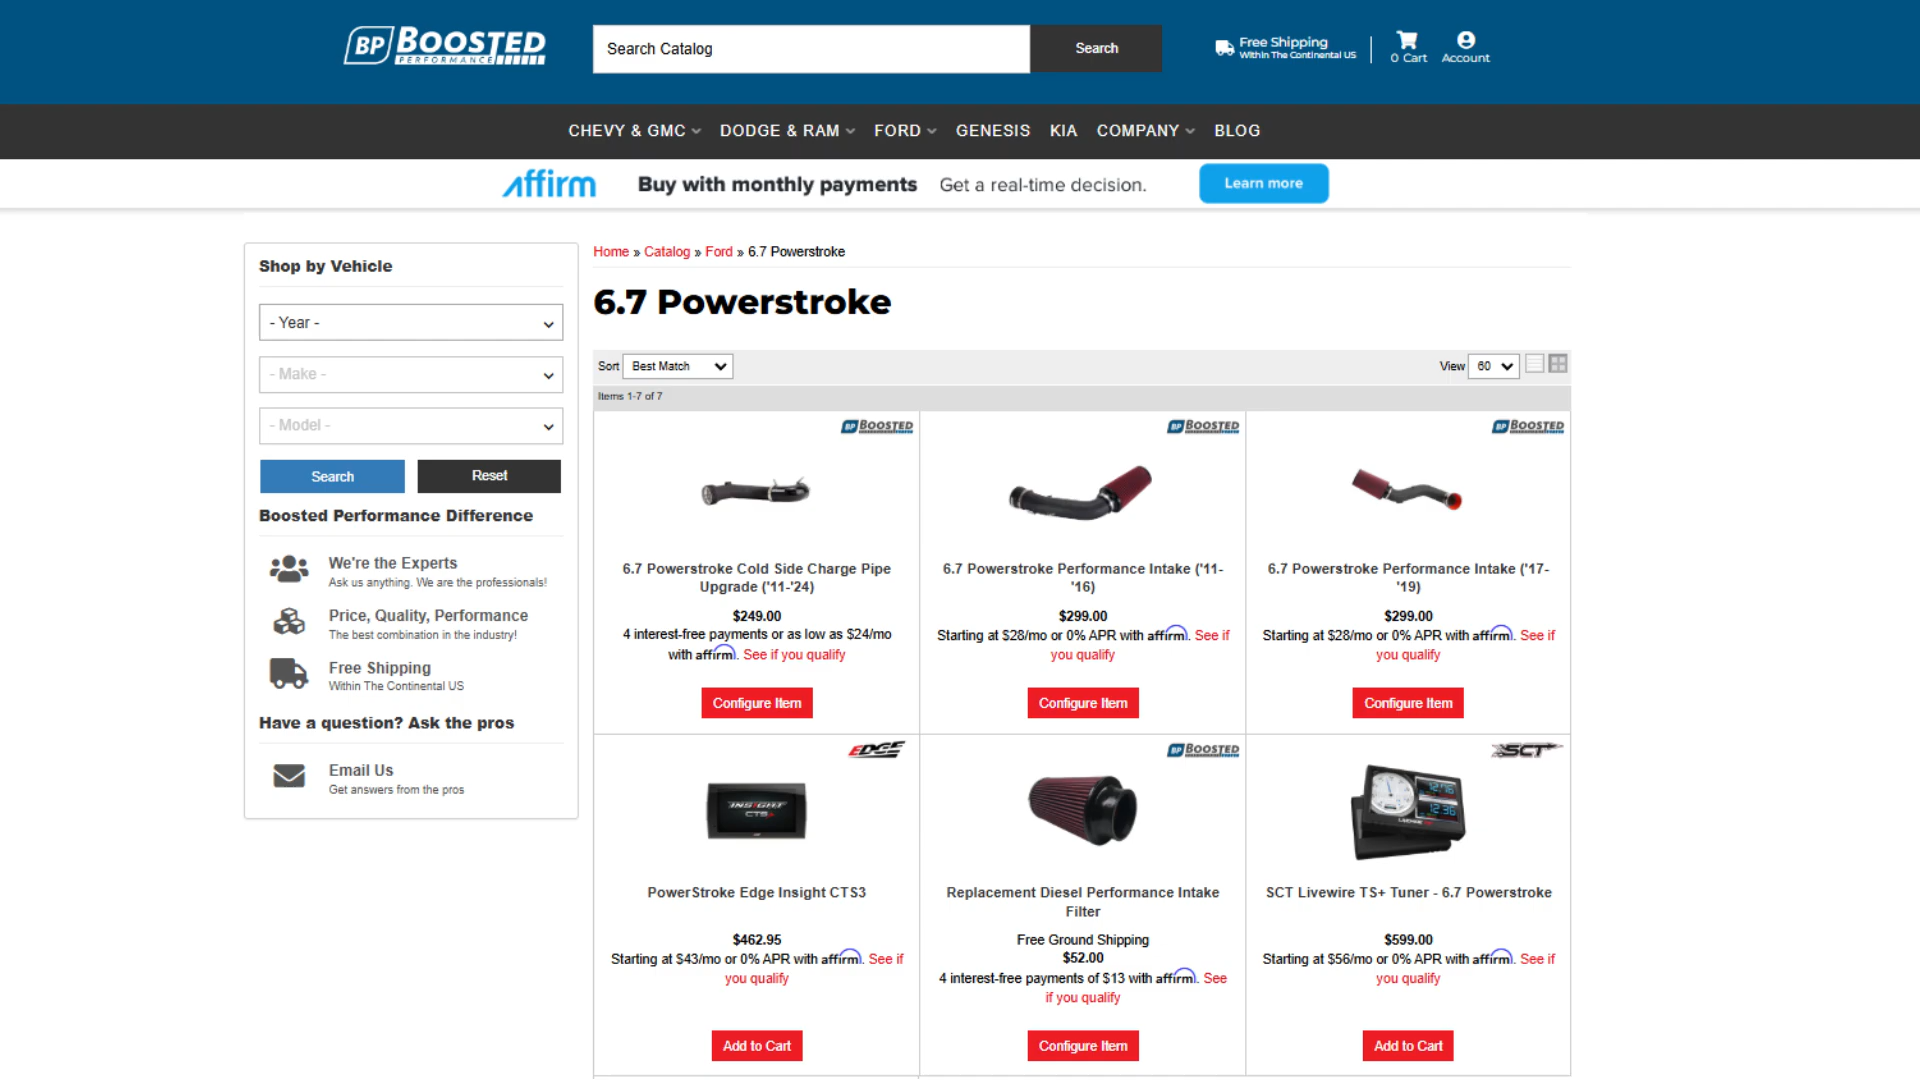 BP BOOSTED
PERFORMANCE
Search Catalog
Search
Free Shipping
Within The Continental US
0 Cart
Account
CHEVY & GMC
DODGE & RAM
FORD
GENESIS
KIA
COMPANY
BLOG
affirm
Buy with monthly payments
Get a real-time decision.
Learn more
Shop by Vehicle
- Year -
- Make -
- Model -
Search
Reset
Boosted Performance Difference
We're the Experts
Ask us anything. We are the professionals!
Price, Quality, Performance
The best combination in the industry!
Free Shipping
Within The Continental US
Have a question? Ask the pros
Email Us
Get answers from the pros
Home » Catalog » Ford » 6.7 Powerstroke
6.7 Powerstroke
Sort Best Match
View 60
Items 1-7 of 7
BP BOOSTED
6.7 Powerstroke Cold Side Charge Pipe
Upgrade ('11-'24)
$249.00
4 interest-free payments or as low as $24/mo
with affirm. See if you qualify
Configure Item
BP BOOSTED
6.7 Powerstroke Performance Intake ('11-
'16)
$299.00
Starting at $28/mo or 0% APR with affirm. See if
you qualify
Configure Item
BP BOOSTED
6.7 Powerstroke Performance Intake ('17-
'19)
$299.00
Starting at $28/mo or 0% APR with affirm. See if
you qualify
Configure Item
EDGE
INSIGHT
CTS3
PowerStroke Edge Insight CTS3
$462.95
Starting at $43/mo or 0% APR with affirm. See if
you qualify
Add to Cart
BP BOOSTED
Replacement Diesel Performance Intake
Filter
Free Ground Shipping
$52.00
4 interest-free payments of $13 with affirm. See
if you qualify
Configure Item
SCT
SCT Livewire TS+ Tuner - 6.7 Powerstroke
$599.00
Starting at $56/mo or 0% APR with affirm. See if
you qualify
Add to Cart